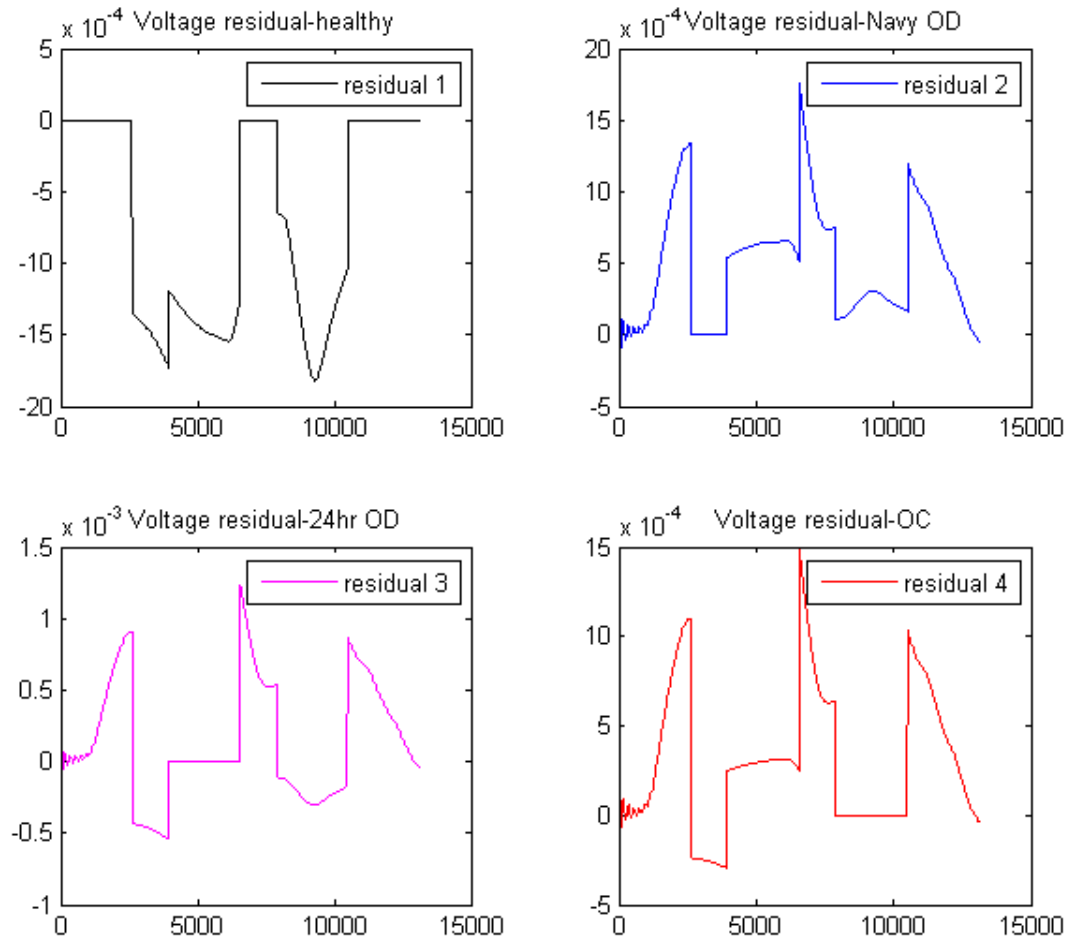 x 10-4 Voltage residual-healthy
5
residual 1
0
-5
-10
-15
-20
0 5000 10000 15000
x 10-4 Voltage residual-Navy OD
20
residual 2
15
10
5
0
-5
0 5000 10000 15000
x 10-3 Voltage residual-24hr OD
1.5
residual 3
1
0.5
0
-0.5
-1
0 5000 10000 15000
x 10-4 Voltage residual-OC
15
residual 4
10
5
0
-5
0 5000 10000 15000